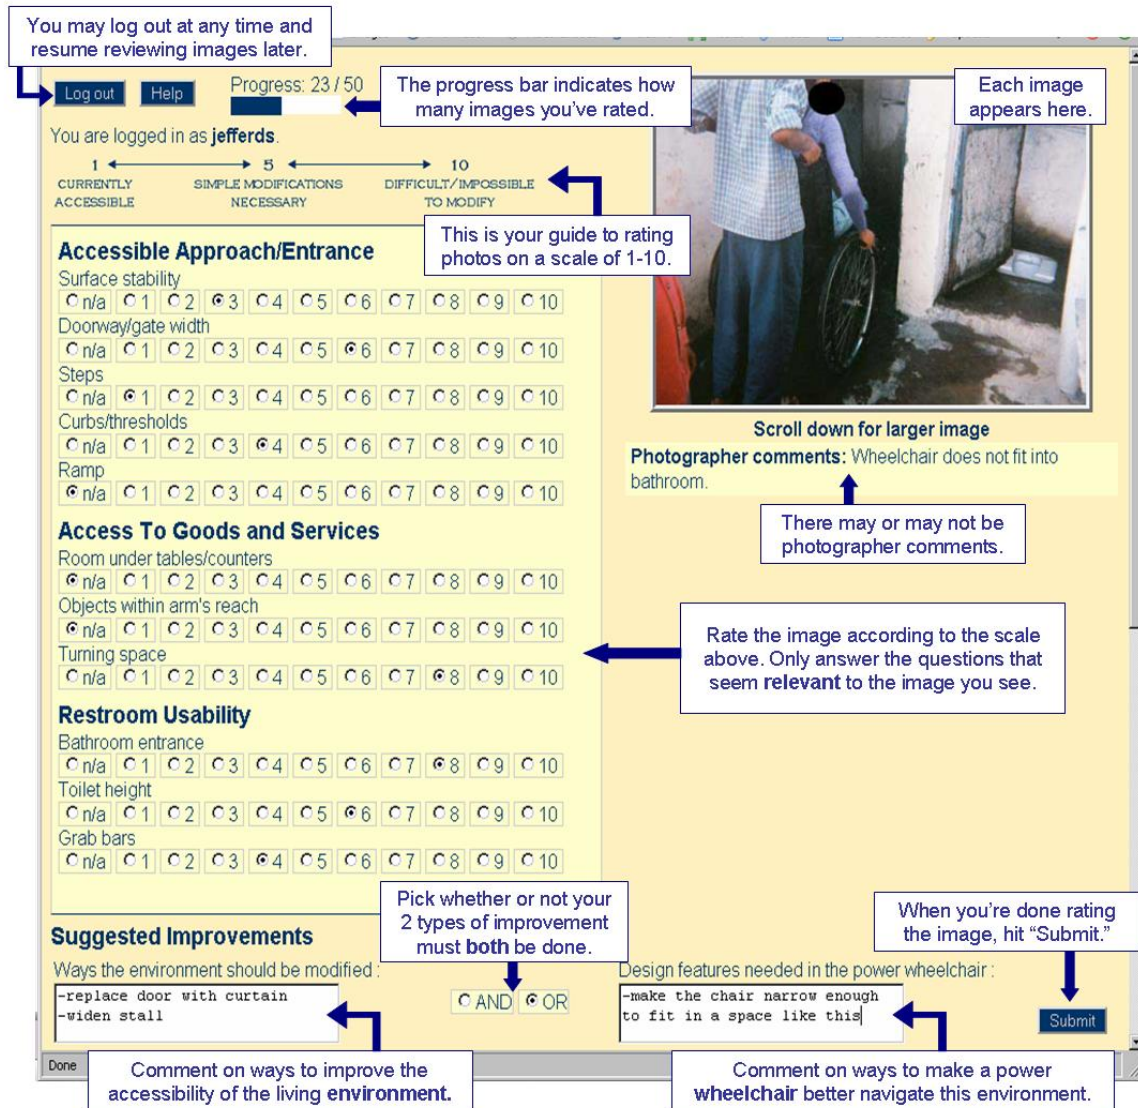 You may log out at any time and
resume reviewing images later.
Log out
Help
Progress: 23 / 50
The progress bar indicates how
many images you've rated.
Each image
appears here.
You are logged in as jefferds.
1 5 10
CURRENTLY
ACCESSIBLE
SIMPLE MODIFICATIONS
NECESSARY
DIFFICULT/IMPOSSIBLE
TO MODIFY
This is your guide to rating
photos on a scale of 1-10.
Accessible Approach/Entrance
Surface stability
n/a 1 2 3 4 5 6 7 8 9 10
Doorway/gate width
n/a 1 2 3 4 5 6 7 8 9 10
Steps
n/a 1 2 3 4 5 6 7 8 9 10
Curbs/thresholds
n/a 1 2 3 4 5 6 7 8 9 10
Ramp
n/a 1 2 3 4 5 6 7 8 9 10
Scroll down for larger image
Photographer comments: Wheelchair does not fit into
bathroom.
There may or may not be
photographer comments.
Access To Goods and Services
Room under tables/counters
n/a 1 2 3 4 5 6 7 8 9 10
Objects within arm's reach
n/a 1 2 3 4 5 6 7 8 9 10
Turning space
n/a 1 2 3 4 5 6 7 8 9 10
Rate the image according to the scale
above. Only answer the questions that
seem relevant to the image you see.
Restroom Usability
Bathroom entrance
n/a 1 2 3 4 5 6 7 8 9 10
Toilet height
n/a 1 2 3 4 5 6 7 8 9 10
Grab bars
n/a 1 2 3 4 5 6 7 8 9 10
Pick whether or not your
2 types of improvement
must both be done.
When you're done rating
the image, hit “Submit.”
Suggested Improvements
Ways the environment should be modified :
-replace door with curtain
-widen stall
AND OR
Design features needed in the power wheelchair :
-make the chair narrow enough
to fit in a space like this
Submit
Done
Comment on ways to improve the
accessibility of the living environment.
Comment on ways to make a power
wheelchair better navigate this environment.